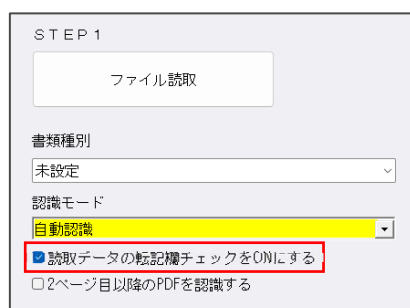 ＳＴＥＰ１
ファイル読取
書類種別
未設定
認識モード
自動認識
読取データの転記欄チェックをONにする
2ページ目以降のPDFを認識する